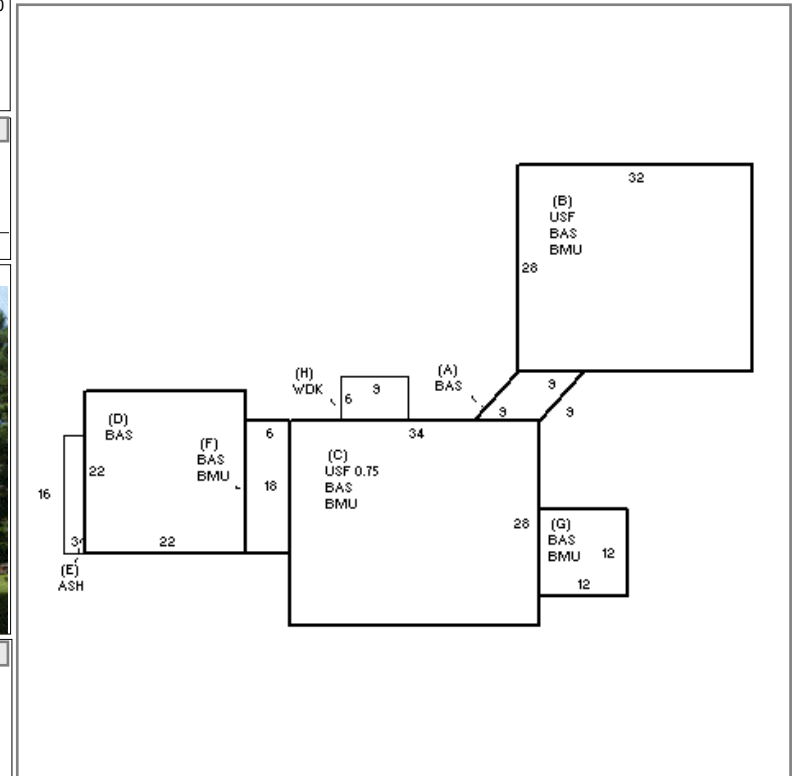 32
(B)
USF
BAS
BMU
28
(A)
BAS
9
9
9
(H)
WDK
6
9
34
(D)
BAS
22
22
(F)
BAS
BMU
6
18
(C)
USF 0.75
BAS
BMU
28
16
3
(E)
ASH
(G)
BAS
BMU
12
12